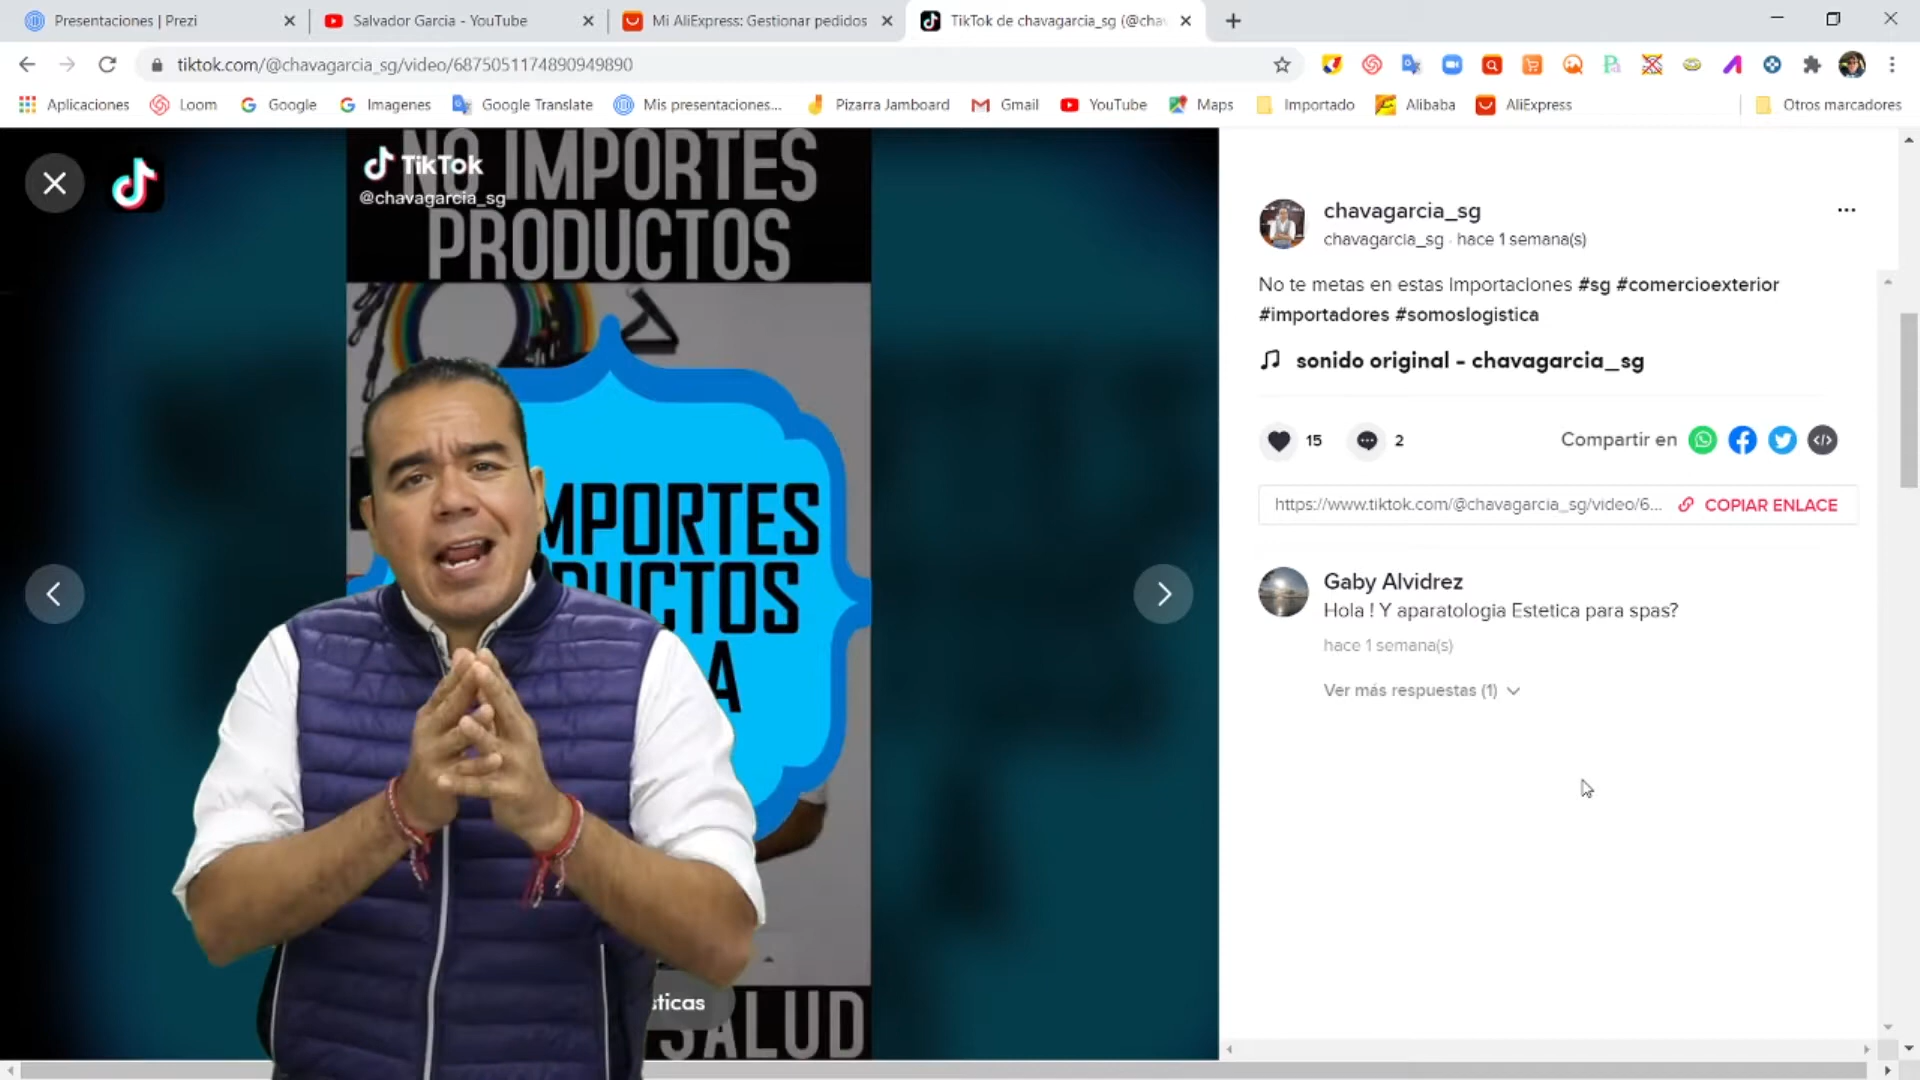 Presentaciones | Prezi
Salvador Garcia - YouTube
Mi AliExpress: Gestionar pedidos
TikTok de chavagarcia_sg (@chav
tiktok.com/@chavagarcia_sg/video/6875051174890949890
Aplicaciones
Loom
Google
Imagenes
Google Translate
Mis presentaciones...
Pizarra Jamboard
Gmail
YouTube
Maps
Importado
Alibaba
AliExpress
Otros marcadores
NO IMPORTES
PRODUCTOS
TikTok
@chavagarcia_sg
MPORTES
DUCTOS
A
sticas
SALUD
chavagarcia_sg
chavagarcia_sg · hace 1 semana(s)
No te metas en estas Importaciones #sg #comercioexterior
#importadores #somoslogistica
sonido original - chavagarcia_sg
15
2
Compartir en
https://www.tiktok.com/@chavagarcia_sg/video/6...
COPIAR ENLACE
Gaby Alvidrez
Hola ! Y aparatologia Estetica para spas?
hace 1 semana(s)
Ver más respuestas (1)